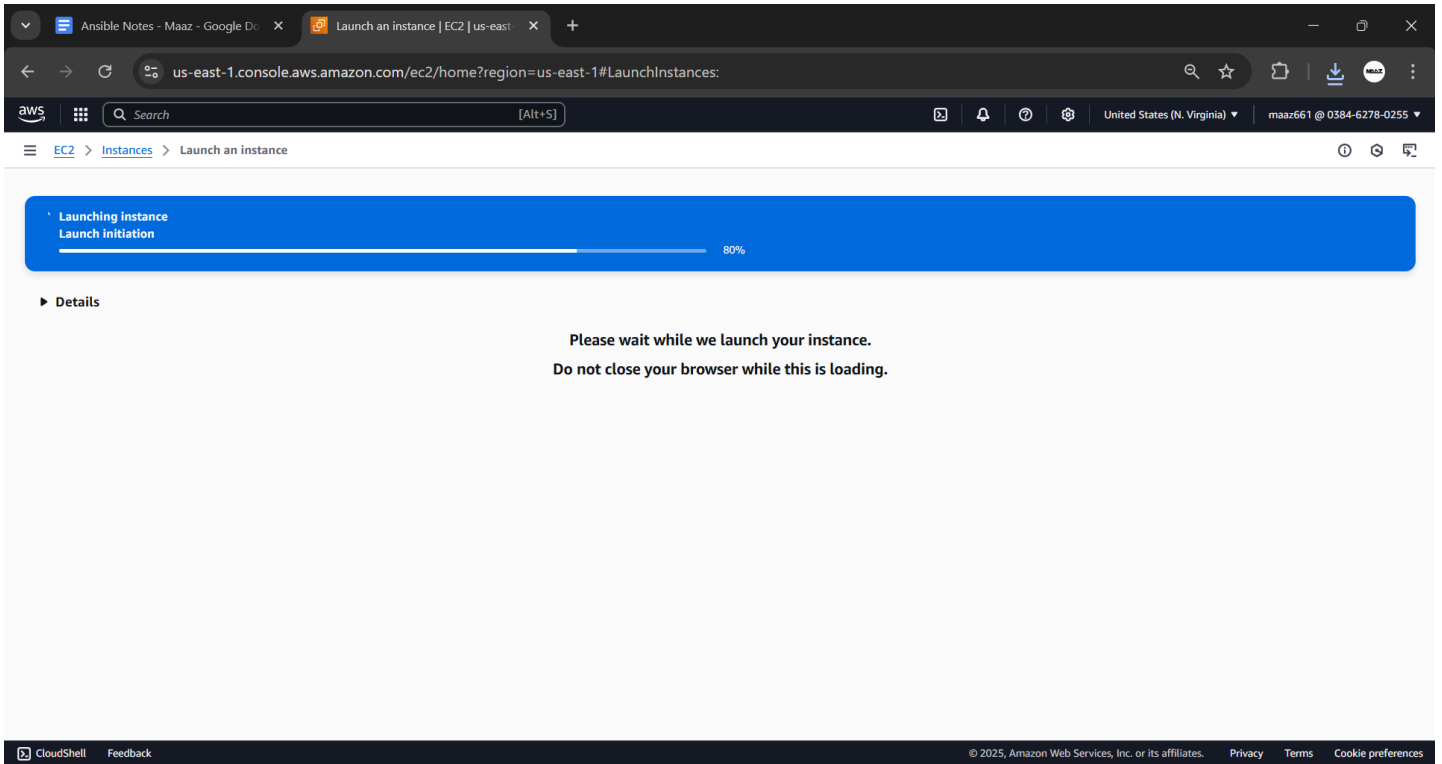 Ansible Notes - Maaz - Google Do
Launch an instance | EC2 | us-east-
us-east-1.console.aws.amazon.com/ec2/home?region=us-east-1#LaunchInstances:
MAAZ
aws
Search
[Alt+S]
United States (N. Virginia)
maaz661 @ 0384-6278-0255
EC2 > Instances > Launch an instance
Launching instance
Launch initiation
80%
Details
Please wait while we launch your instance.
Do not close your browser while this is loading.
CloudShell Feedback © 2025, Amazon Web Services, Inc. or its affiliates. Privacy Terms Cookie preferences